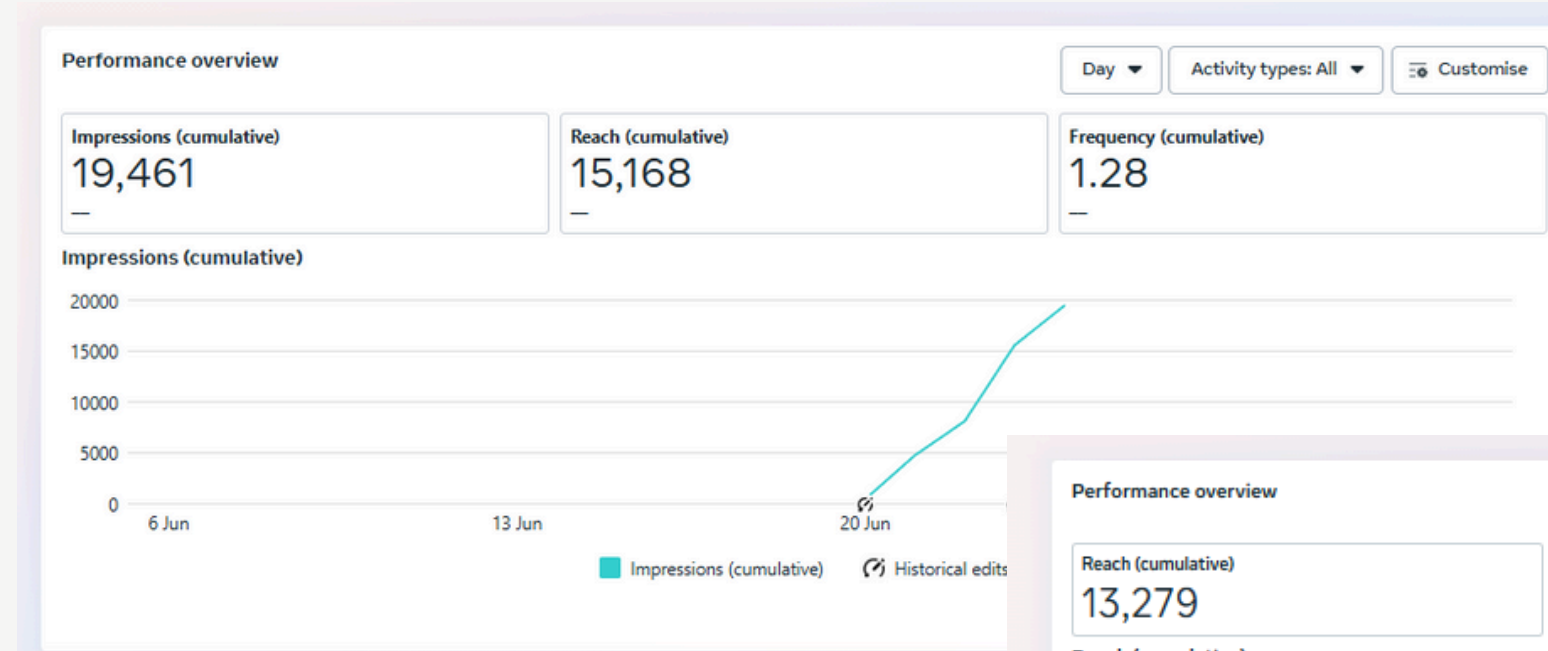 Performance overview
Day
Activity types: All
Customise
Impressions (cumulative)
19,461
—
Reach (cumulative)
15,168
—
Frequency (cumulative)
1.28
—
Impressions (cumulative)
20000
15000
10000
5000
0
6 Jun
13 Jun
20 Jun
Impressions (cumulative)
Historical edits
Performance overview
Reach (cumulative)
13,279